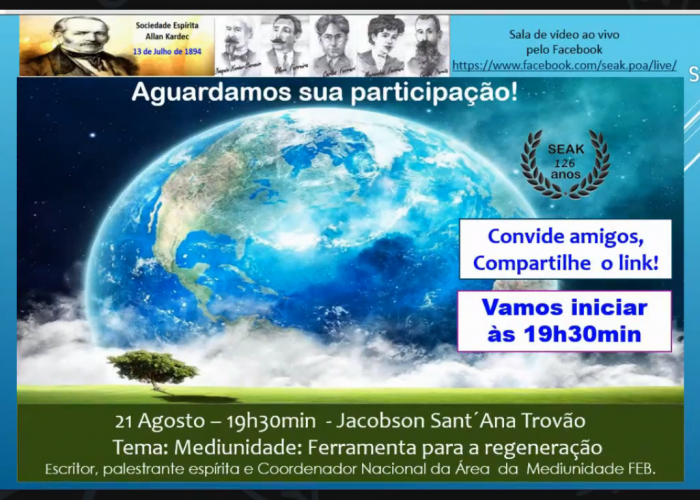 Sociedade Espírita
Allan Kardec
13 de Julho de 1894
Sala de video ao vivo
pelo Facebook
https://www.facebook.com/seak.poa/live/
S
Aguardamos sua participação!
SEAK
126
anos
Convide amigos,
Compartilhe o link!
Vamos iniciar
às 19h30min
21 Agosto – 19h30min - Jacobson Sant´Ana Trovão
Tema: Mediunidade: Ferramenta para a regeneração
Escritor, palestrante espírita e Coordenador Nacional da Área da Mediunidade FEB.